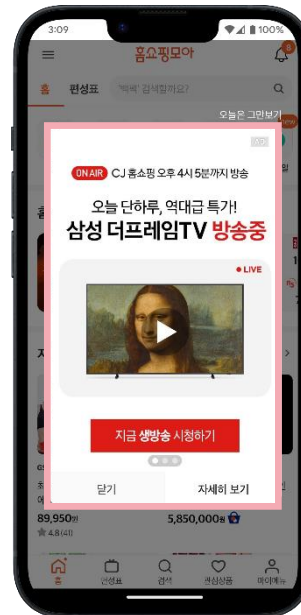 3:09
100%
홈쇼핑모아
홈 편성표 '떡볶' 검색할까요?
오늘은 그만보기
new
AD
ON AIR CJ 홈쇼핑 오후 4시 5분까지 방송
오늘 단하루, 역대급 특가!
삼성 더프레임TV 방송중
LIVE
지금 생방송 시청하기
닫기
자세히 보기
89,950원
5,850,000원
4.8 (41)
홈
편성표
검색
관심상품
마이메뉴